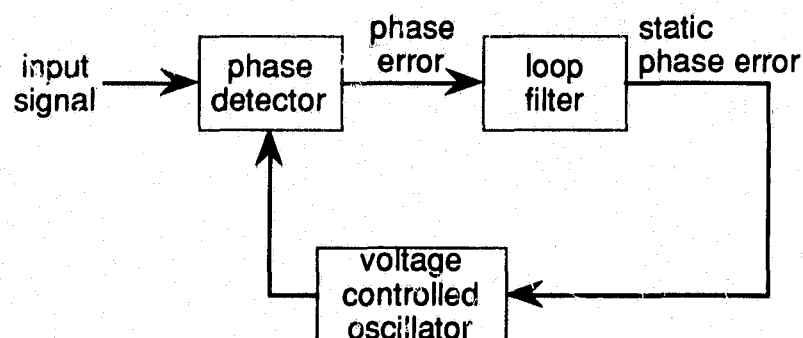 input
signal
phase
detector
phase
error
loop
filter
static
phase error
voltage
controlled
oscillator